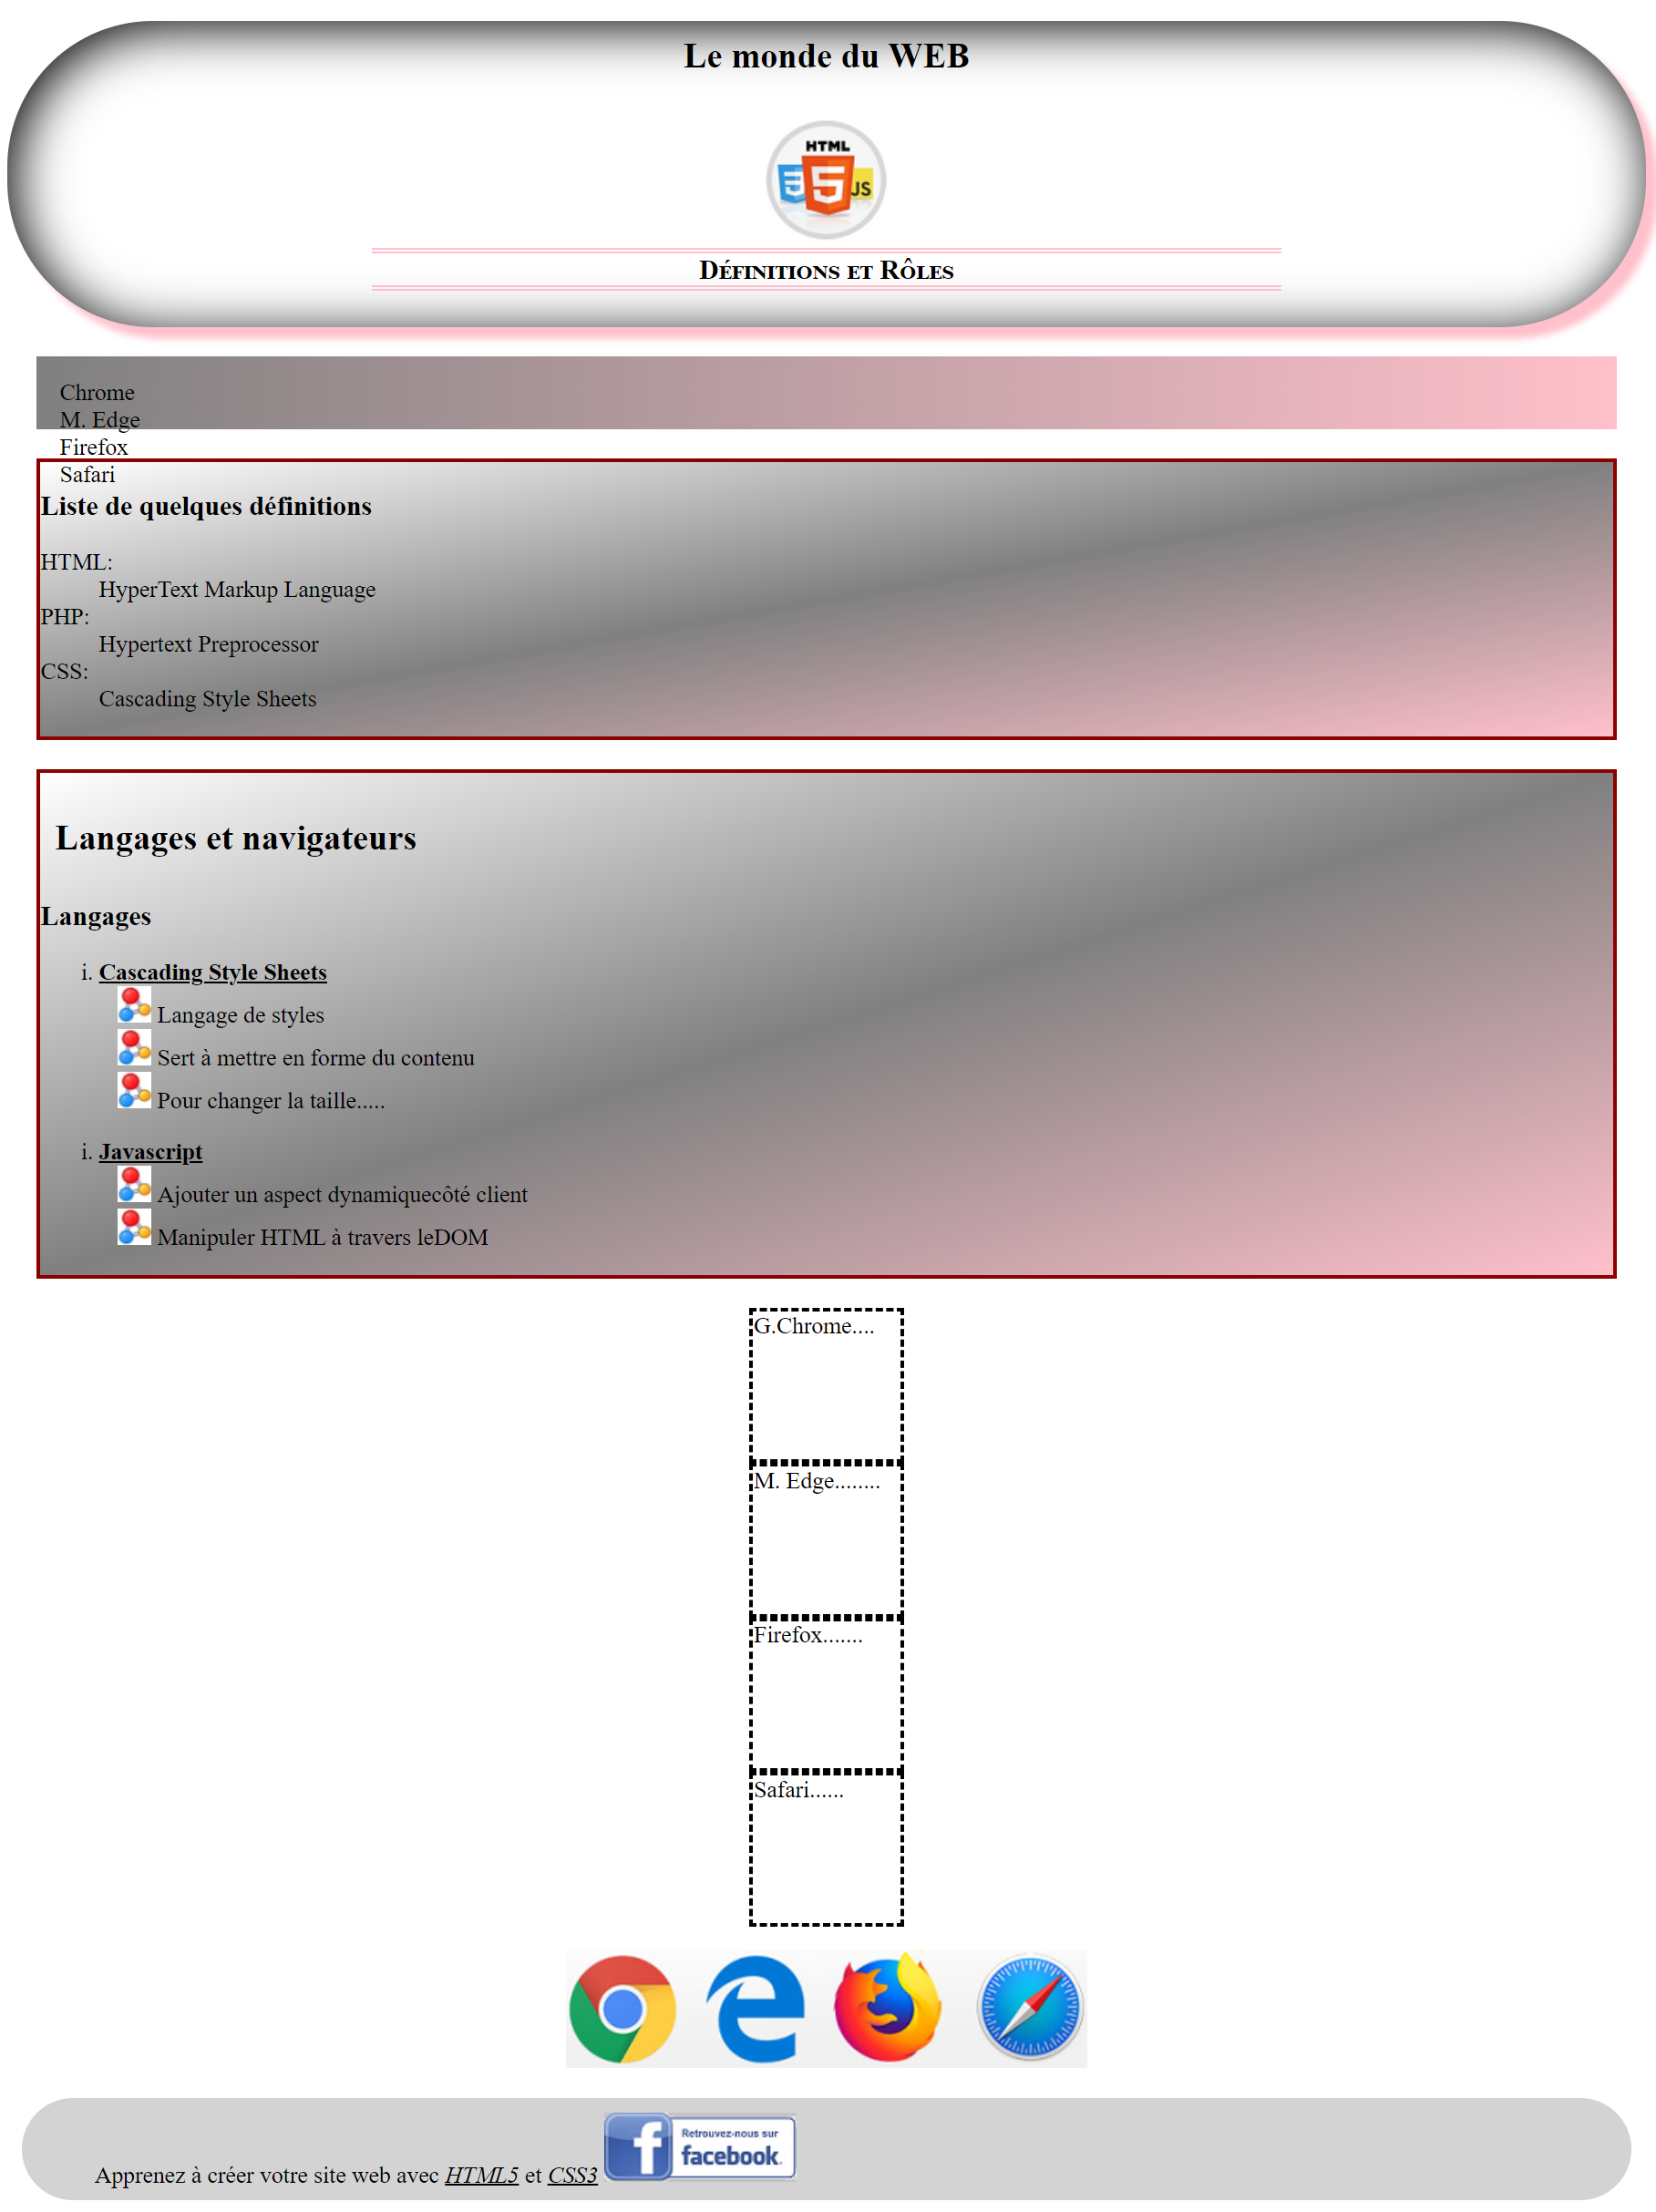 Le monde du WEB
HTML
3 5 JS
Définitions et Rôles
Chrome
M. Edge
Firefox
Safari
Liste de quelques définitions
HTML:
HyperText Markup Language
PHP:
Hypertext Preprocessor
CSS:
Cascading Style Sheets
Langages et navigateurs
Langages
i. Cascading Style Sheets
Langage de styles
Sert à mettre en forme du contenu
Pour changer la taille.....
i. Javascript
Ajouter un aspect dynamiquecôté client
Manipuler HTML à travers leDOM
G.Chrome....
M. Edge........
Firefox.......
Safari......
Retrouvez-nous sur
f facebook.
Apprenez à créer votre site web avec HTML5 et CSS3